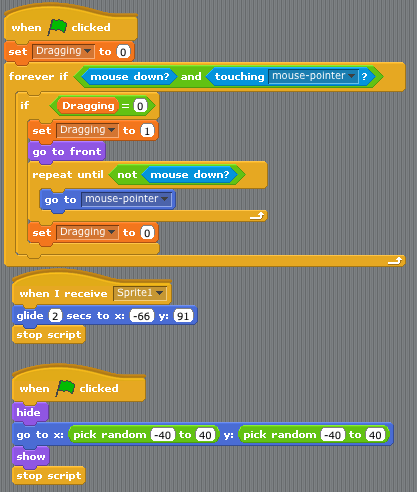 when clicked
set Dragging to 0
forever if mouse down? and touching mouse-pointer ?
if Dragging = 0
set Dragging to 1
go to front
repeat until not mouse down?
go to mouse-pointer
set Dragging to 0
when I receive Sprite1
glide 2 secs to x: -66 y: 91
stop script
when clicked
hide
go to x: pick random -40 to 40 y: pick random -40 to 40
show
stop script